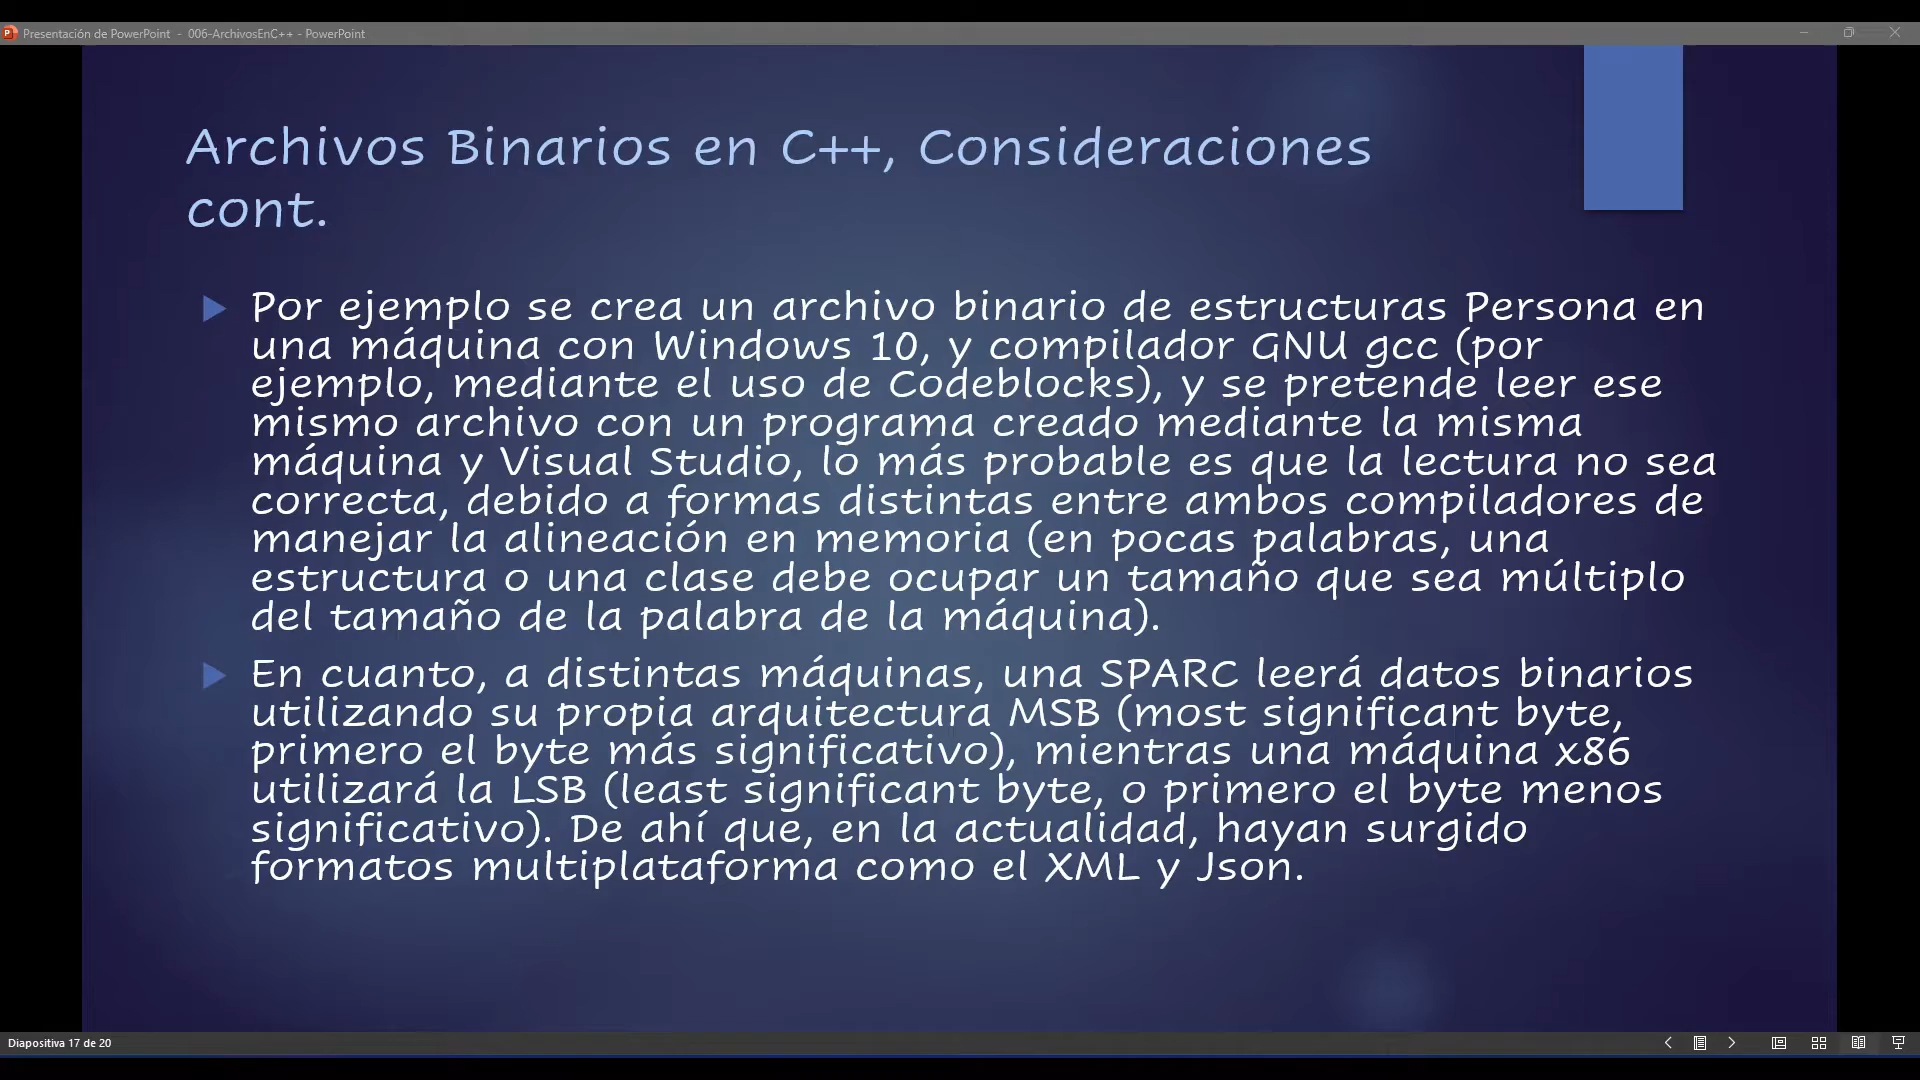 Presentación de PowerPoint - 006-ArchivosEnC++ - PowerPoint
Archivos Binarios en C++, Consideraciones
cont.
Por ejemplo se crea un archivo binario de estructuras Persona en
una máquina con Windows 10, y compilador GNU gcc (por
ejemplo, mediante el uso de Codeblocks), y se pretende leer ese
mismo archivo con un programa creado mediante la misma
máquina y Visual Studio, lo más probable es que la lectura no sea
correcta, debido a formas distintas entre ambos compiladores de
manejar la alineación en memoria (en pocas palabras, una
estructura o una clase debe ocupar un tamaño que sea múltiplo
del tamaño de la palabra de la máquina).
En cuanto, a distintas máquinas, una SPARC leerá datos binarios
utilizando su propia arquitectura MSB (most significant byte,
primero el byte más significativo), mientras una máquina x86
utilizará la LSB (least significant byte, o primero el byte menos
significativo). De ahí que, en la actualidad, hayan surgido
formatos multiplataforma como el XML y Json.
Diapositiva 17 de 20